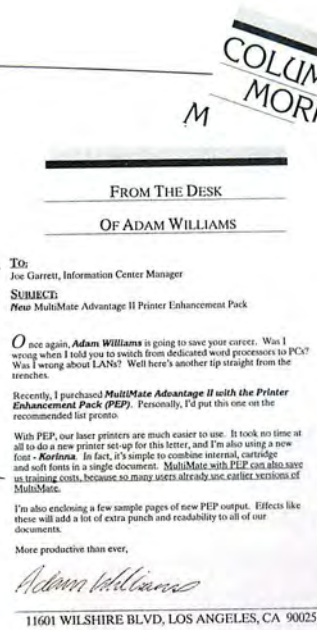 COLUM
MOR
M
FROM THE DESK
OF ADAM WILLIAMS
TO:
Joe Garrett, Information Center Manager
SUBJECT:
New MultiMate Advantage II Printer Enhancement Pack
Once again, Adam Williams is going to save your career. Was I
wrong when I told you to switch from dedicated word processors to PCs?
Was I wrong about LANs? Well here's another tip straight from the
trenches.
Recently, I purchased MultiMate Advantage II with the Printer
Enhancement Pack (PEP). Personally, I'd put this one on the
recommended list pronto.
With PEP, our laser printers are much easier to use. It took no time at
all to do a new printer set-up for this letter, and I'm also using a new
font - Korinna. In fact, it's simple to combine internal, cartridge
and soft fonts in a single document. MultiMate with PEP can also save
us training costs, because so many users already use earlier versions of
MultiMate.
I'm also enclosing a few sample pages of new PEP output. Effects like
these will add a lot of extra punch and readability to all of our
documents.
More productive than ever,
Adam Williams
11601 WILSHIRE BLVD, LOS ANGELES, CA 90025